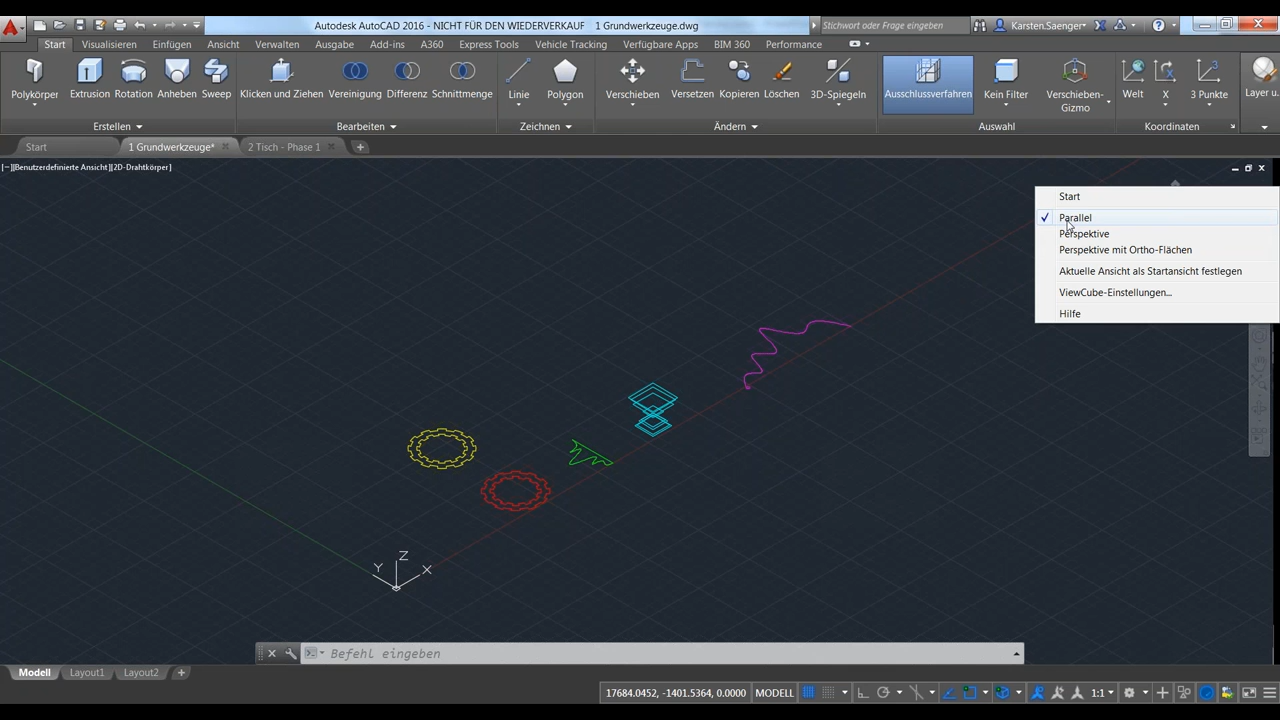 Autodesk AutoCAD 2016 - NICHT FÜR DEN WIEDERVERKAUF 1 Grundwerkzeuge.dwg
Stichwort oder Frage eingeben
Karsten.Saenger
Start Visualisieren Einfügen Ansicht Verwalten Ausgabe Add-ins A360 Express Tools Vehicle Tracking Verfügbare Apps BIM 360 Performance
Polykörper Extrusion Rotation Anheben Sweep Klicken und Ziehen Vereinigung Differenz Schnittmenge Linie Polygon Verschieben Versetzen Kopieren Löschen 3D-Spiegeln Ausschlussverfahren Kein Filter Verschieben-Gizmo Welt X 3 Punkte Layer u.
Erstellen Bearbeiten Zeichnen Ändern Auswahl Koordinaten
Start 1 Grundwerkzeuge* 2 Tisch - Phase 1
[−][Benutzerdefinierte Ansicht][2D-Drahtkörper]
Start
Parallel
Perspektive
Perspektive mit Ortho-Flächen
Aktuelle Ansicht als Startansicht festlegen
ViewCube-Einstellungen...
Hilfe
Z
Y X
Befehl eingeben
Modell Layout1 Layout2
17684.0452, -1401.5364, 0.0000 MODELL 1:1